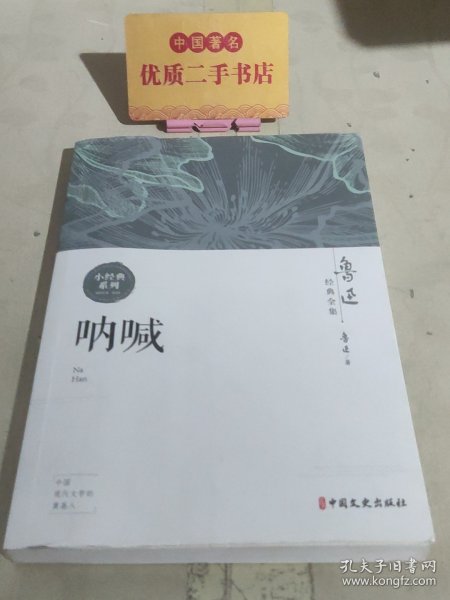 中国著名
优质二手书店
鲁迅
经典全集
鲁迅 著
小经典
系列
呐喊
Na
Han
中国
现代文学的
奠基人
中国文史出版社
孔夫子旧书网
www.kongfz.com